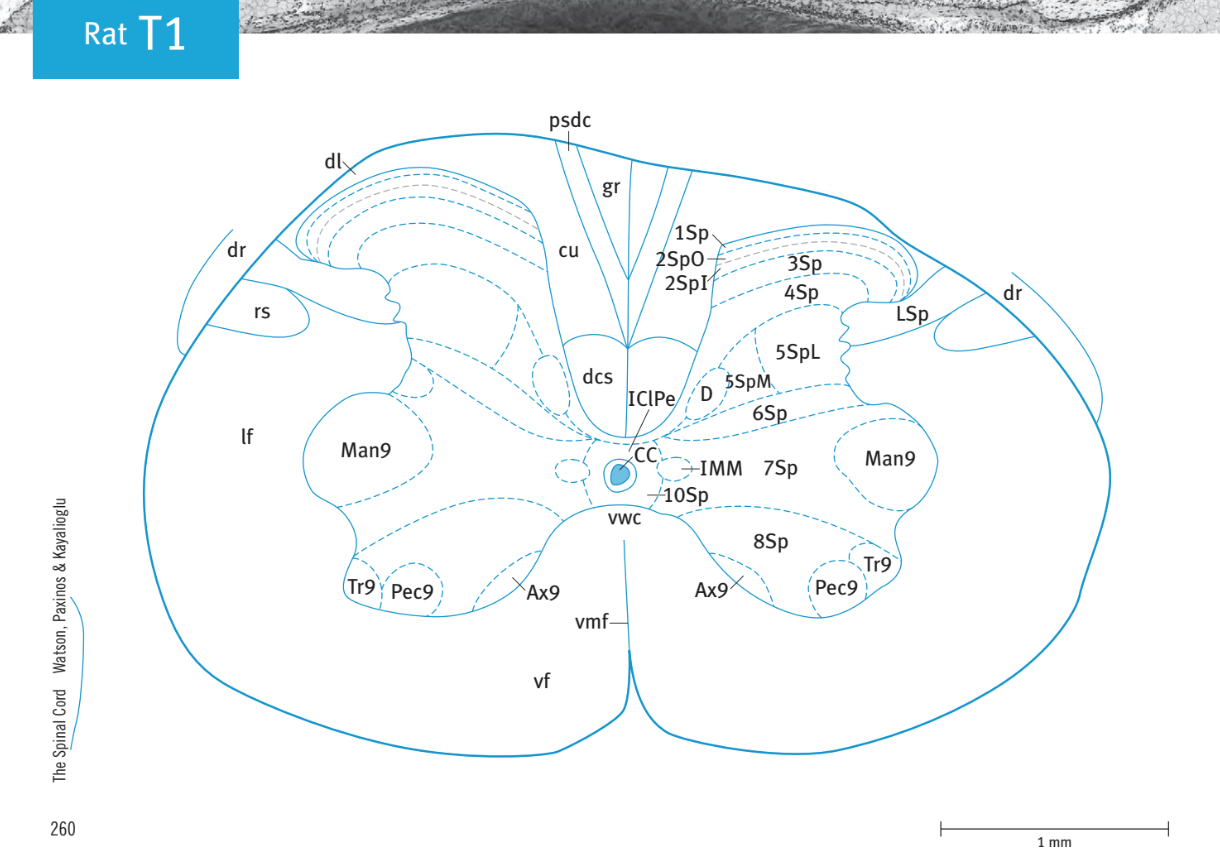 Rat T1
psdc
dl
gr
1Sp
dr
cu
2SpO
3Sp
2SpI
4Sp
dr
rs
LSp
5SpL
dcs
5SpM
D
IClPe
6Sp
lf
Man9
CC
IMM
7Sp
Man9
10Sp
vwc
8Sp
Tr9
Tr9
Pec9
Ax9
Ax9
Pec9
vmf
vf
The Spinal Cord Watson, Paxinos & Kayalioglu
260
1 mm